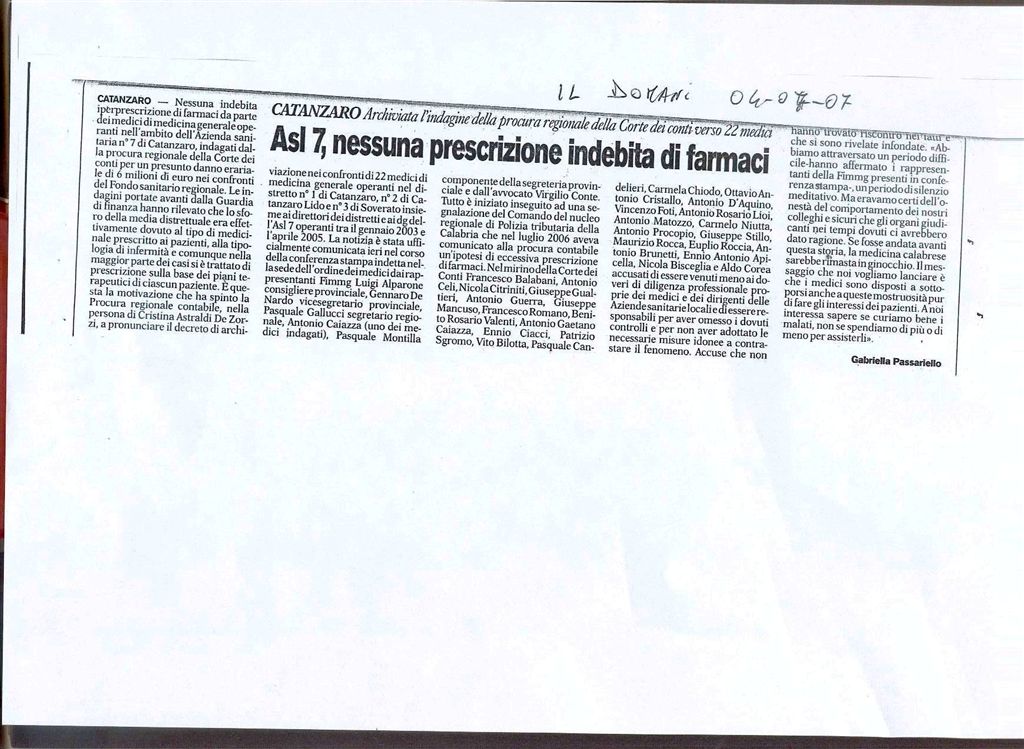 IL DOMANI 04-07-07
CATANZARO Archiviata l'indagine della procura regionale della Corte dei conti verso 22 medici
Asl 7, nessuna prescrizione indebita di farmaci
CATANZARO — Nessuna indebita
iperprescrizione di farmaci da parte
dei medici di medicina generale ope-
ranti nell'ambito dell'Azienda sani-
taria n° 7 di Catanzaro, indagati dal-
la procura regionale della Corte dei
conti per un presunto danno eraria-
le di 6 milioni di euro nei confronti
del Fondo sanitario regionale. Le in-
dagini portate avanti dalla Guardia
di finanza hanno rilevato che lo sfo-
ro della media distrettuale era effet-
tivamente dovuto al tipo di medici-
nale prescritto ai pazienti, alla tipo-
logia di infermità e comunque nella
maggior parte dei casi si è trattato di
prescrizione sulla base dei piani te-
rapeutici di ciascun paziente. È que-
sta la motivazione che ha spinto la
Procura regionale contabile, nella
persona di Cristina Astraldi De Zor-
zi, a pronunciare il decreto di archi-
viazione nei confronti di 22 medici di
medicina generale operanti nel di-
stretto n° 1 di Catanzaro, n° 2 di Ca-
tanzaro Lido e n° 3 di Soverato insie-
me ai direttori dei distretti e ai dg del-
l'Asl 7 operanti tra il gennaio 2003 e
l'aprile 2005. La notizia è stata uffi-
cialmente comunicata ieri nel corso
della conferenza stampa indetta nel-
la sede dell'ordine dei medici dai rap-
presentanti Fimmg Luigi Alparone
consigliere provinciale, Gennaro De
Nardo vicesegretario provinciale,
Pasquale Gallucci segretario regio-
nale, Antonio Caiazza (uno dei me-
dici indagati), Pasquale Montilla
componente della segreteria provin-
ciale e dall'avvocato Virgilio Conte.
Tutto è iniziato in seguito ad una se-
gnalazione del Comando del nucleo
regionale di Polizia tributaria della
Calabria che nel luglio 2006 aveva
comunicato alla procura contabile
un'ipotesi di eccessiva prescrizione
di farmaci. Nel mirino della Corte dei
Conti Francesco Balabani, Antonio
Celi, Nicola Citriniti, Giuseppe Gual-
tieri, Antonio Guerra, Giuseppe
Mancuso, Francesco Romano, Beni-
to Rosario Valenti, Antonio Gaetano
Caiazza, Ennio Ciacci, Patrizio
Sgromo, Vito Bilotta, Pasquale Can-
delieri, Carmela Chiodo, Ottavio An-
tonio Cristallo, Antonio D'Aquino,
Vincenzo Foti, Antonio Rosario Lioi,
Antonio Matozzo, Carmelo Niutta,
Antonio Procopio, Giuseppe Stillo,
Maurizio Rocca, Euplio Roccia, An-
tonio Brunetti, Ennio Antonio Api-
cella, Nicola Bisceglia e Aldo Corea
accusati di essere venuti meno ai do-
veri di diligenza professionale pro-
prie dei medici e dei dirigenti delle
Aziende sanitarie locale di essere re-
sponsabili per aver omesso i dovuti
controlli e per non aver adottato le
necessarie misure idonee a contra-
stare il fenomeno. Accuse che non
hanno trovato riscontro nei fatti e
che si sono rivelate infondate. «Ab-
biamo attraversato un periodo diffi-
cile-hanno affermato i rappresen-
tanti della Fimmg presenti in confe-
renza stampa-, un periodo di silenzio
meditativo. Ma eravamo certi dell'o-
nestà del comportamento dei nostri
colleghi e sicuri che gli organi giudi-
canti nei tempi dovuti ci avrebbero
dato ragione. Se fosse andata avanti
questa storia, la medicina calabrese
sarebbe rimasta in ginocchio. Il mes-
saggio che noi vogliamo lanciare è
che i medici sono disposti a sotto-
porsi anche a queste mostruosità pur
di fare gli interessi dei pazienti. A noi
interessa sapere se curiamo bene i
malati, non se spendiamo di più o di
meno per assisterli».
Gabriella Passariello